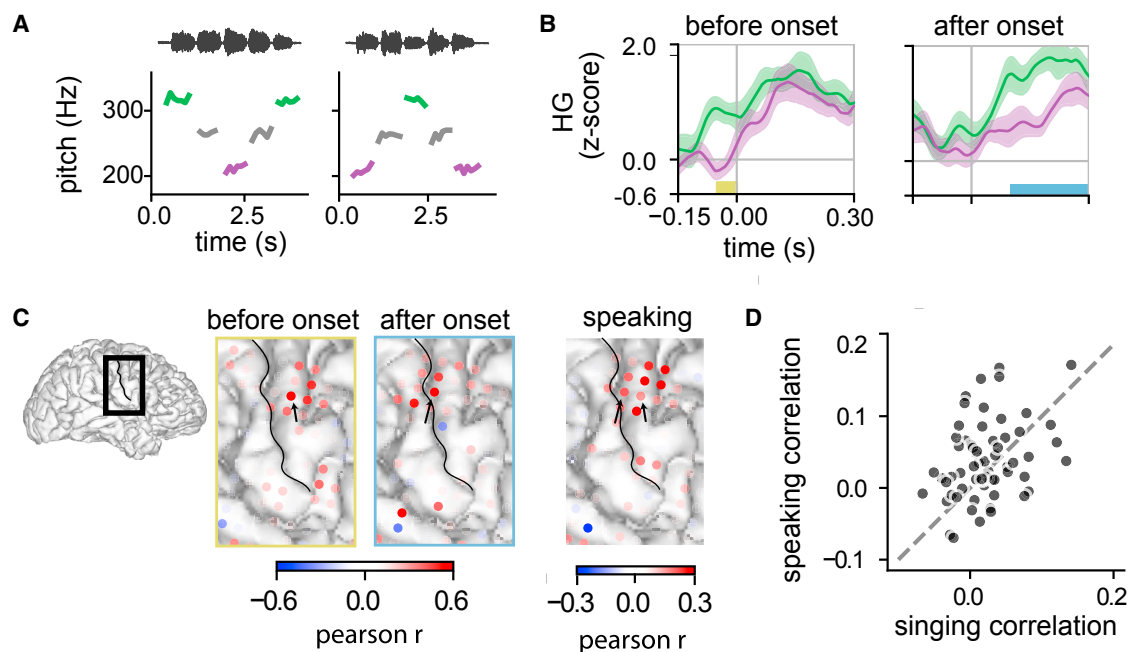 A
pitch (Hz)
300
200
0.0 2.5 0.0 2.5
time (s)
B
before onset after onset
HG
(z-score)
2.0
0.0
-0.6
−0.15 0.00 0.30
time (s)
C
before onset after onset speaking
−0.6 0.0 0.6
pearson r
−0.3 0.0 0.3
pearson r
D
speaking correlation
0.2
0.1
0.0
−0.1
0.0 0.2
singing correlation